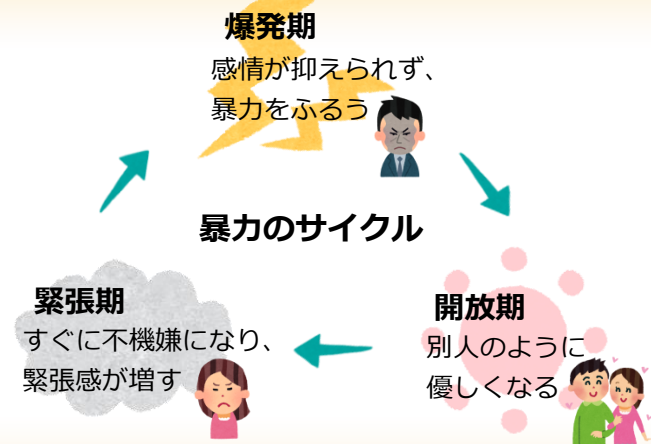 爆発期
感情が抑えられず、
暴力をふるう
暴力のサイクル
緊張期
すぐに不機嫌になり、
緊張感が増す
開放期
別人のように
優しくなる